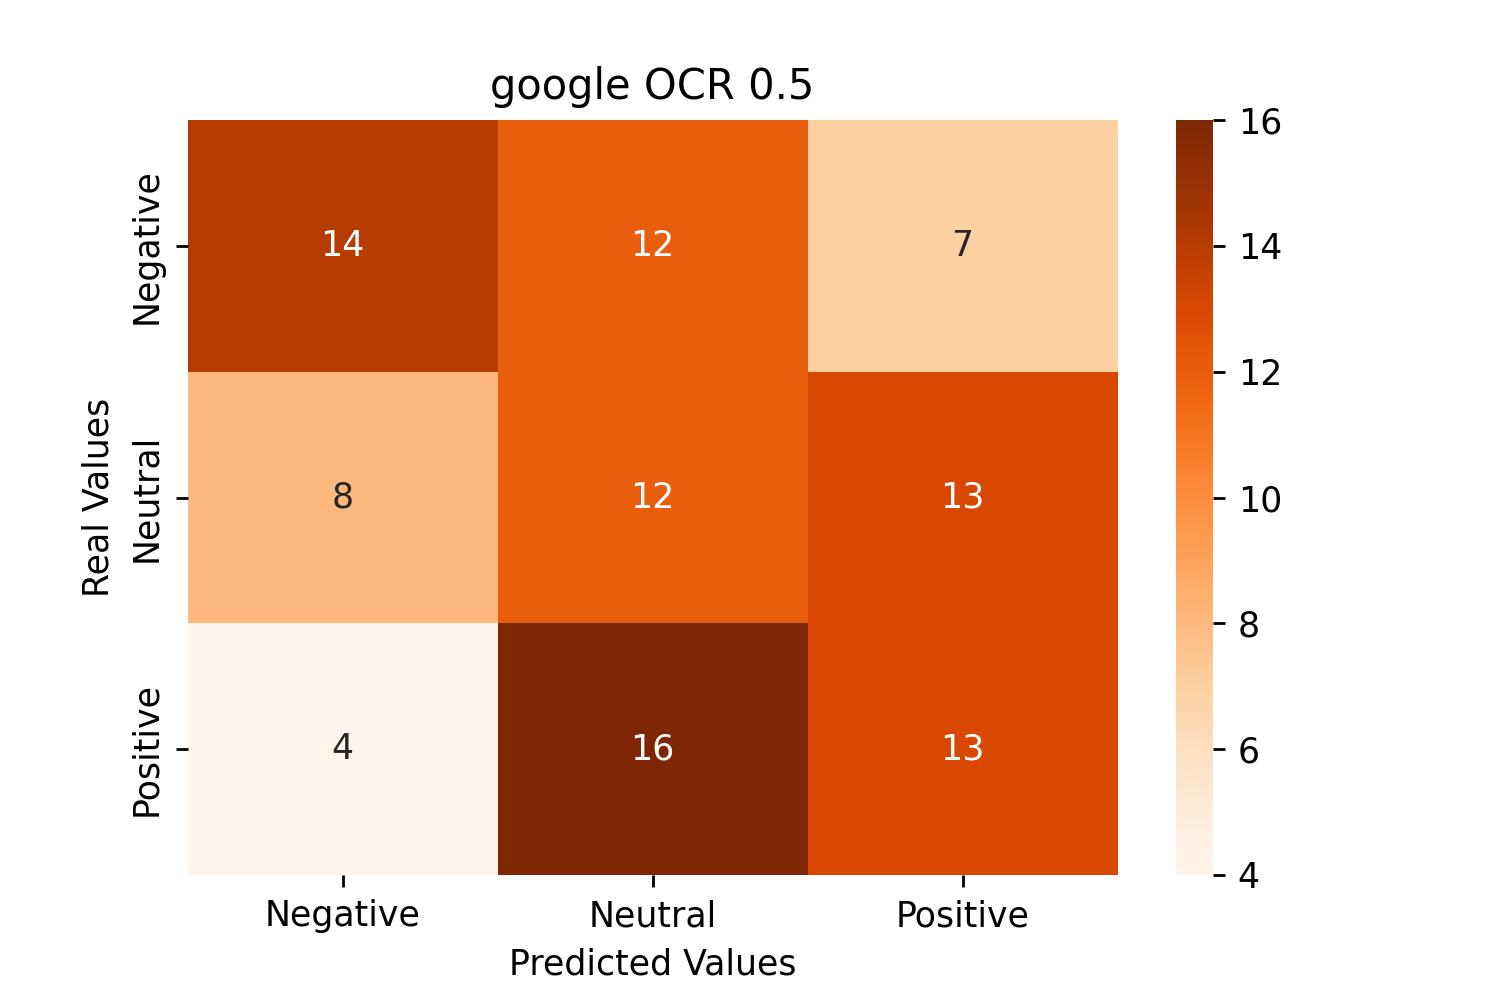 google OCR 0.5
16
Negative 14 12 7
14
12
Real Values
Neutral 8 12 13
10
8
Positive 4 16 13
6
4
Negative Neutral Positive
Predicted Values